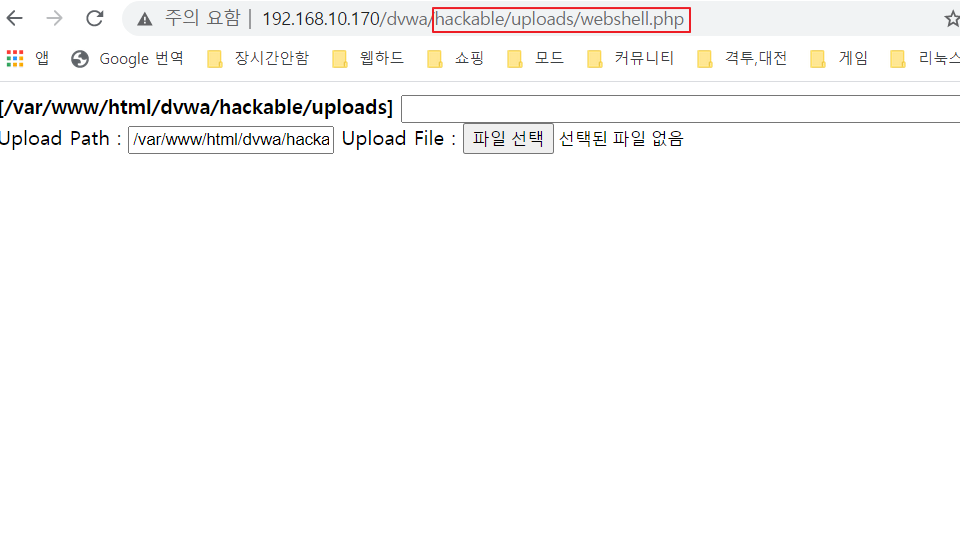 주의 요함 | 192.168.10.170/dvwa/hackable/uploads/webshell.php
앱 Google 번역 장시간안함 웹하드 쇼핑 모드 커뮤니티 격투,대전 게임 리눅스
[/var/www/html/dvwa/hackable/uploads]
Upload Path : /var/www/html/dvwa/hacka Upload File : 파일 선택 선택된 파일 없음